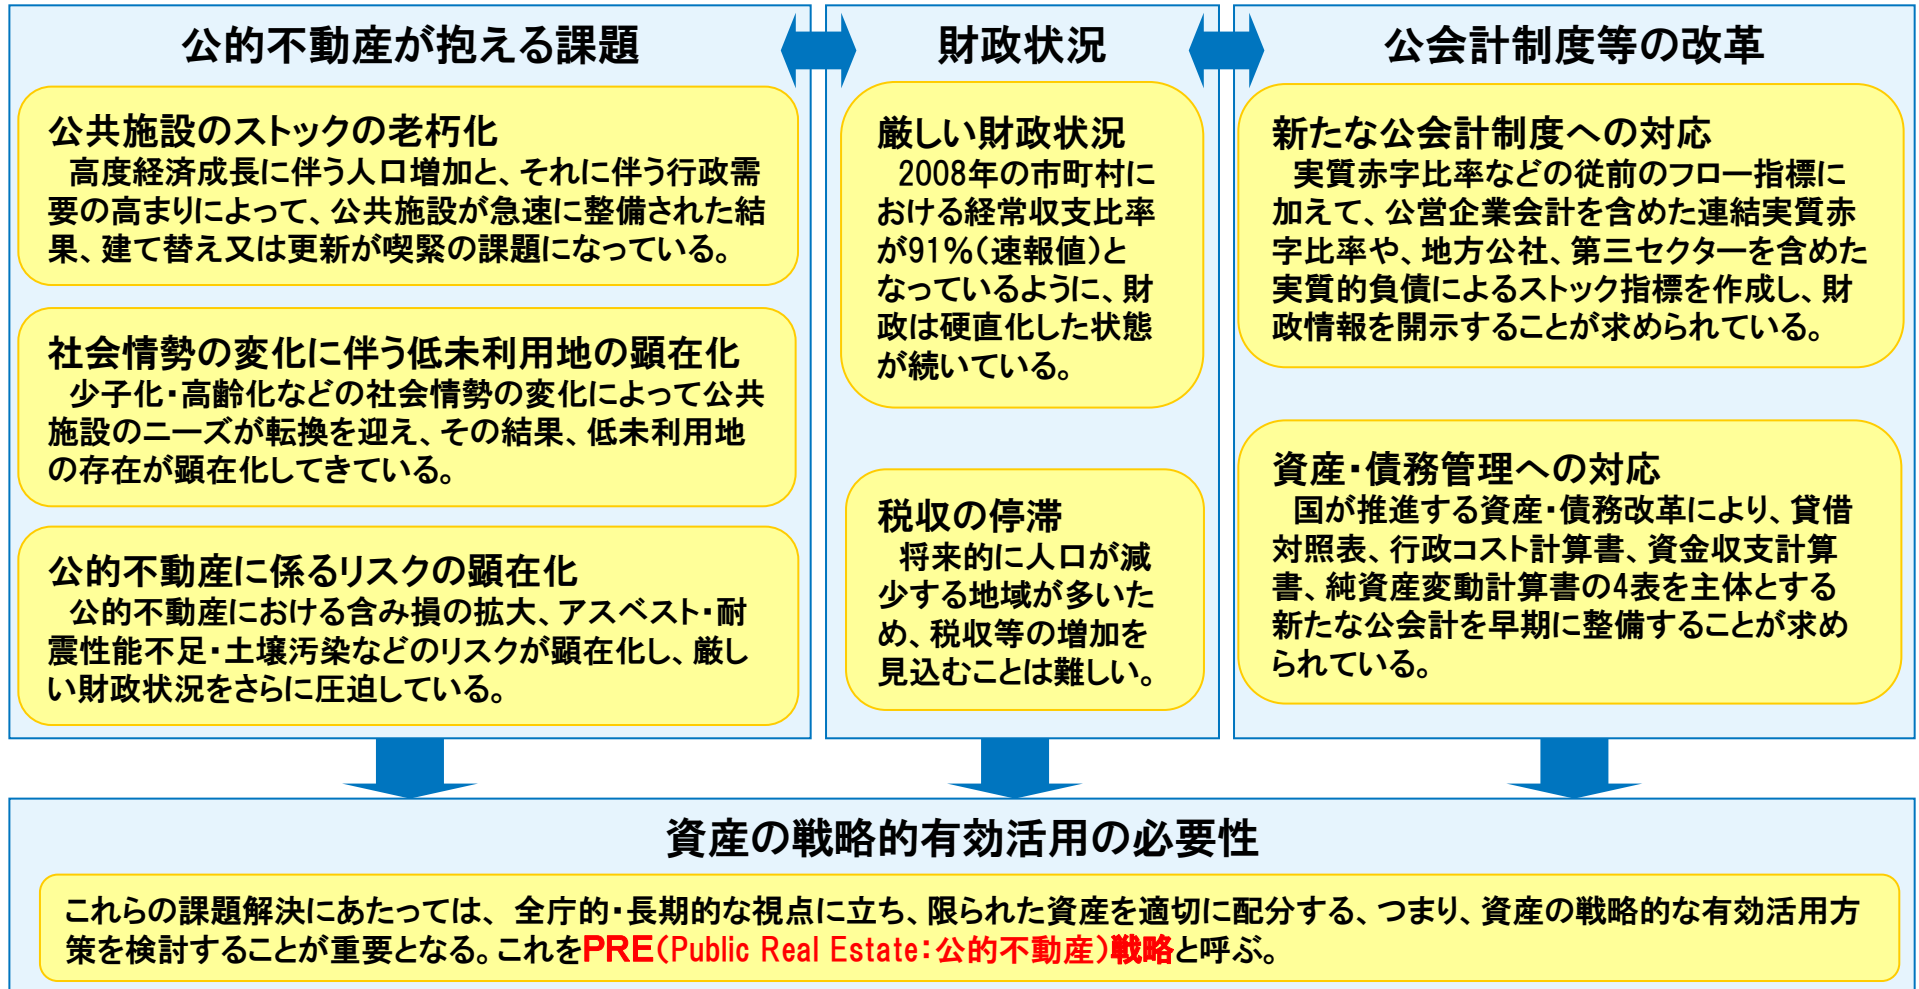 公的不動産が抱える課題
公共施設のストックの老朽化
高度経済成長に伴う人口増加と、それに伴う行政需
要の高まりによって、公共施設が急速に整備された結
果、建て替え又は更新が喫緊の課題になっている。
社会情勢の変化に伴う低未利用地の顕在化
少子化・高齢化などの社会情勢の変化によって公共
施設のニーズが転換を迎え、その結果、低未利用地
の存在が顕在化してきている。
公的不動産に係るリスクの顕在化
公的不動産における含み損の拡大、アスベスト・耐
震性能不足・土壌汚染などのリスクが顕在化し、厳し
い財政状況をさらに圧迫している。
財政状況
厳しい財政状況
2008年の市町村に
おける経常収支比率
が91%(速報値)と
なっているように、財
政は硬直化した状態
が続いている。
税収の停滞
将来的に人口が減
少する地域が多いた
め、税収等の増加を
見込むことは難しい。
公会計制度等の改革
新たな公会計制度への対応
実質赤字比率などの従前のフロー指標に
加えて、公営企業会計を含めた連結実質赤
字比率や、地方公社、第三セクターを含めた
実質的負債によるストック指標を作成し、財
政情報を開示することが求められている。
資産・債務管理への対応
国が推進する資産・債務改革により、貸借
対照表、行政コスト計算書、資金収支計算
書、純資産変動計算書の4表を主体とする
新たな公会計を早期に整備することが求め
られている。
資産の戦略的有効活用の必要性
これらの課題解決にあたっては、全庁的・長期的な視点に立ち、限られた資産を適切に配分する、つまり、資産の戦略的な有効活用方
策を検討することが重要となる。これをPRE(Public Real Estate:公的不動産)戦略と呼ぶ。